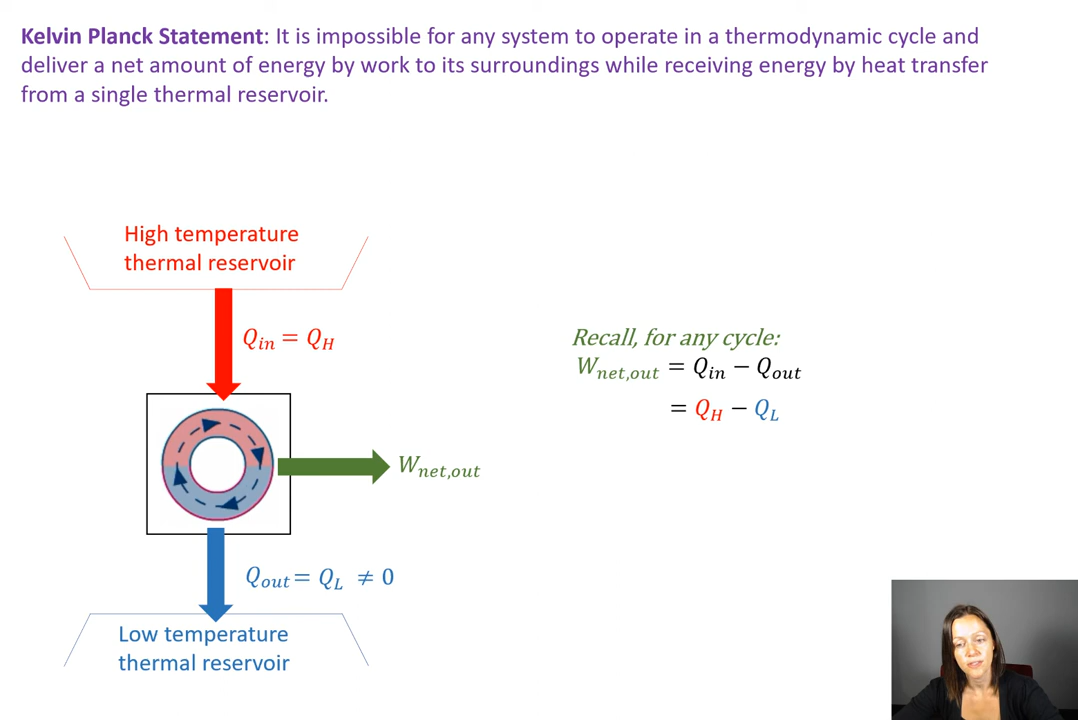 Kelvin Planck Statement: It is impossible for any system to operate in a thermodynamic cycle and
deliver a net amount of energy by work to its surroundings while receiving energy by heat transfer
from a single thermal reservoir.
High temperature
thermal reservoir
Q_in = Q_H
Recall, for any cycle:
W_net,out = Q_in − Q_out
= Q_H − Q_L
W_net,out
Q_out = Q_L ≠ 0
Low temperature
thermal reservoir